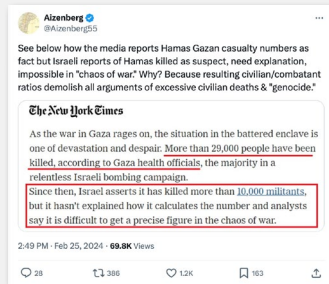 Aizenberg
@Aizenberg55
See below how the media reports Hamas Gazan casualty numbers as
fact but Israeli reports of Hamas killed as suspect, need explanation,
impossible in "chaos of war." Why? Because resulting civilian/combatant
ratios demolish all arguments of excessive civilian deaths & "genocide."
The New York Times
As the war in Gaza rages on, the situation in the battered enclave is
one of devastation and despair. More than 29,000 people have been
killed, according to Gaza health officials, the majority in a
relentless Israeli bombing campaign.
Since then, Israel asserts it has killed more than 10,000 militants,
but it hasn't explained how it calculates the number and analysts
say it is difficult to get a precise figure in the chaos of war.
2:49 PM · Feb 25, 2024 · 69.8K Views
28 386 1.2K 163